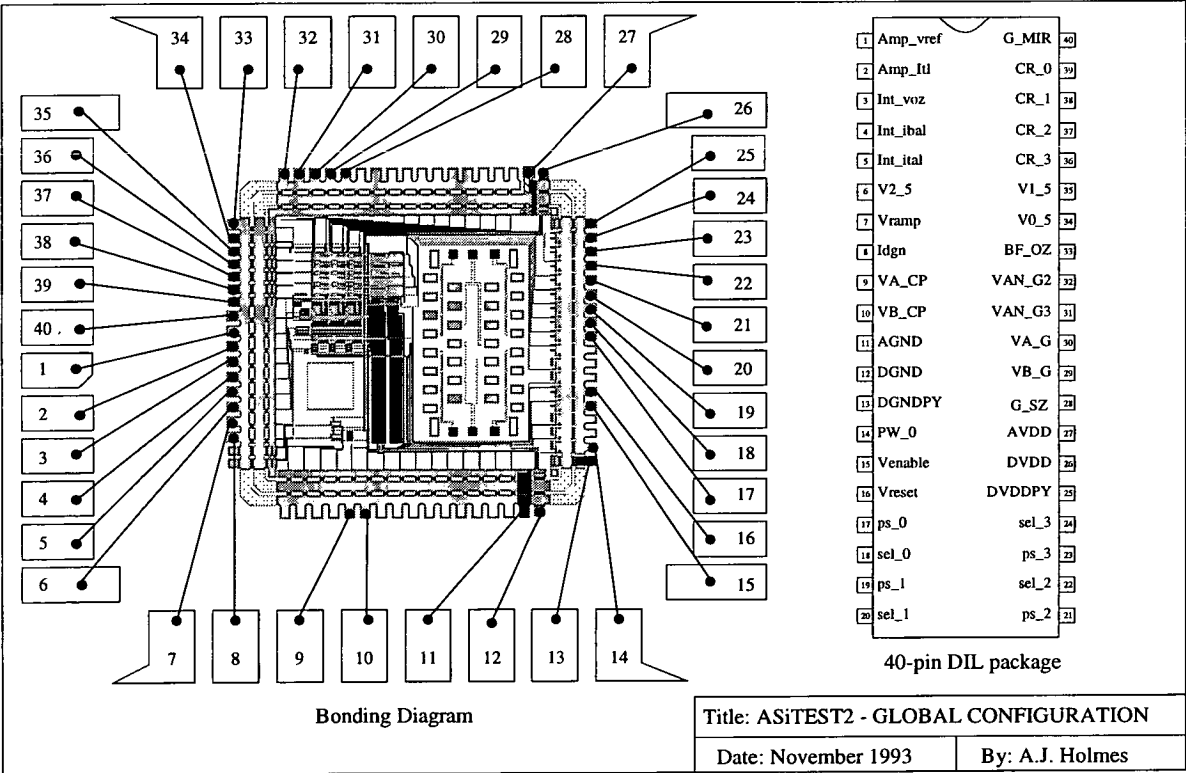 34 33 32 31 30 29 28 27
35
36
37
38
39
40
1
2
3
4
5
6
26
25
24
23
22
21
20
19
18
17
16
15
7 8 9 10 11 12 13 14
Bonding Diagram
1 Amp_vref G_MIR 40
2 Amp_Itl CR_0 39
3 Int_voz CR_1 38
4 Int_ibal CR_2 37
5 Int_ital CR_3 36
6 V2_5 V1_5 35
7 Vramp V0_5 34
8 Idgn BF_OZ 33
9 VA_CP VAN_G2 32
10 VB_CP VAN_G3 31
11 AGND VA_G 30
12 DGND VB_G 29
13 DGNDPY G_SZ 28
14 PW_0 AVDD 27
15 Venable DVDD 26
16 Vreset DVDDPY 25
17 ps_0 sel_3 24
18 sel_0 ps_3 23
19 ps_1 sel_2 22
20 sel_1 ps_2 21
40-pin DIL package
Title: ASiTEST2 - GLOBAL CONFIGURATION
Date: November 1993 By: A.J. Holmes